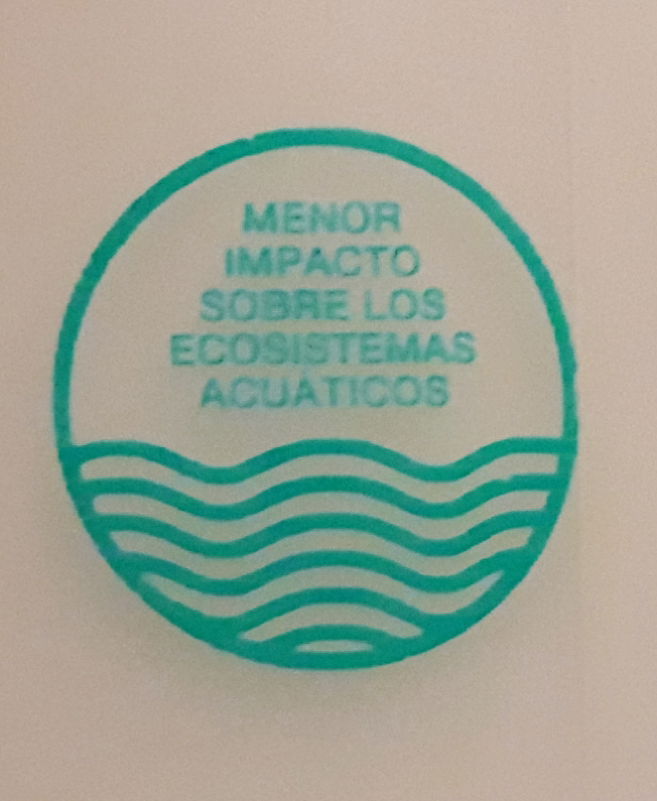 MENOR
IMPACTO
SOBRE LOS
ECOSISTEMAS
ACUÁTICOS